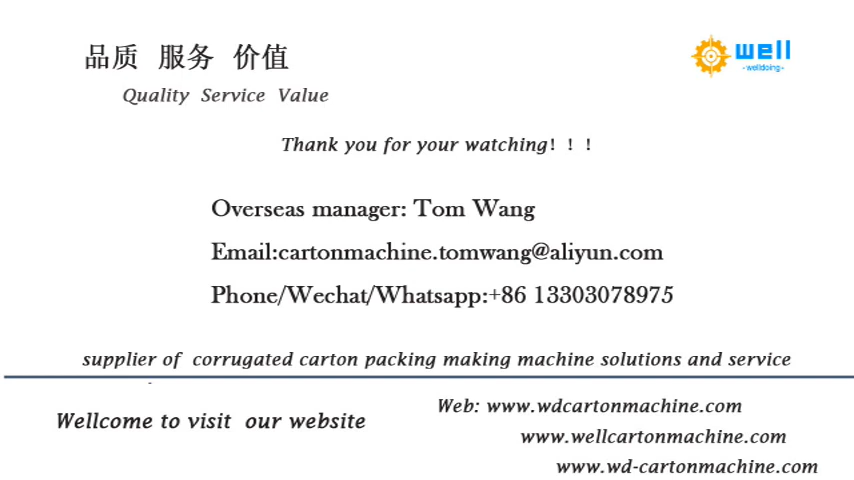 品质 服务 价值
well
-welldoing-
Quality Service Value
Thank you for your watching! ! !
Overseas manager: Tom Wang
Email:cartonmachine.tomwang@aliyun.com
Phone/Wechat/Whatsapp:+86 13303078975
supplier of corrugated carton packing making machine solutions and service
Wellcome to visit our website
Web: www.wdcartonmachine.com
www.wellcartonmachine.com
www.wd-cartonmachine.com